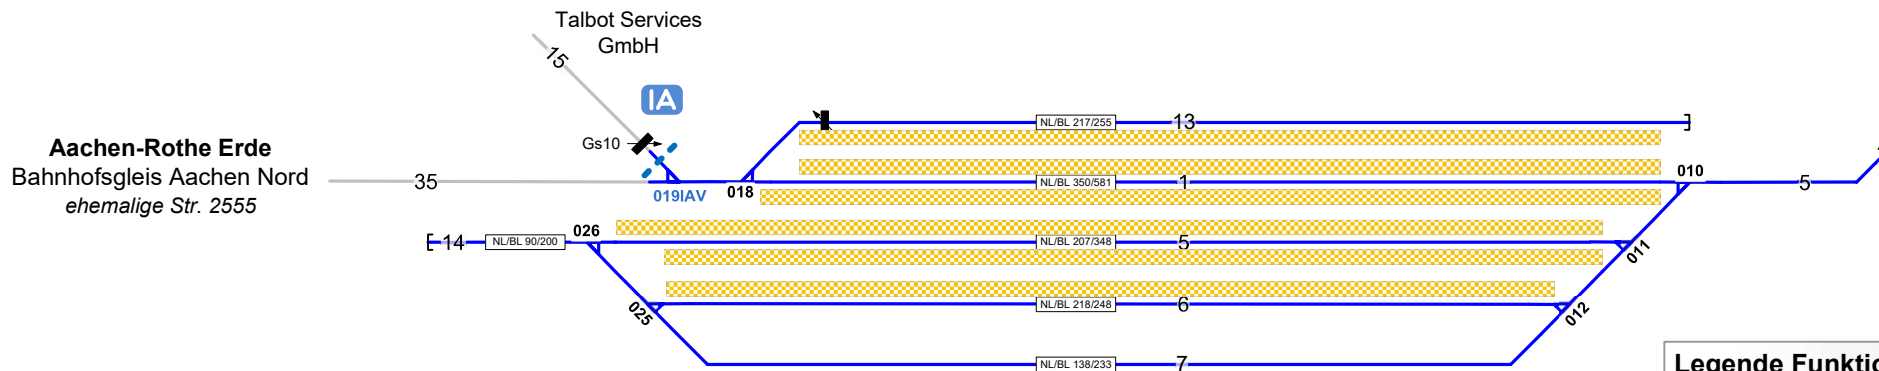 Talbot Services
GmbH
15
IA
Gs10
NL/BL 217/255
13
Aachen-Rothe Erde
Bahnhofsgleis Aachen Nord
ehemalige Str. 2555
35
019IAV
018
NL/BL 350/581
1
010
5
026
14
NL/BL 90/200
NL/BL 207/348
5
011
025
NL/BL 218/248
6
012
NL/BL 138/233
7
Legende Funktio